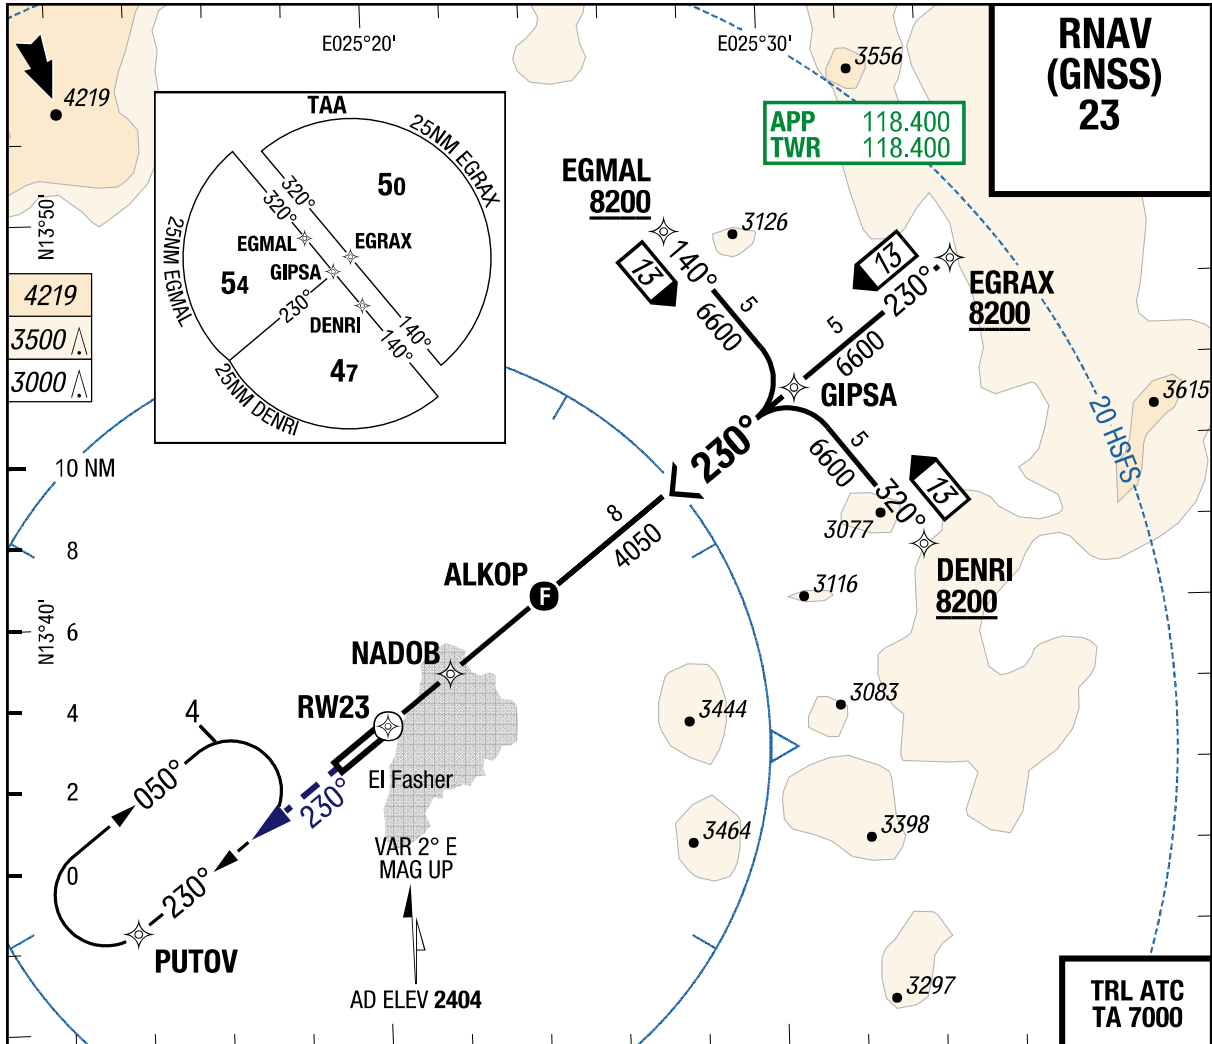 RNAV
(GNSS)
23
E025°20'
E025°30'
3556
4219
APP 118.400
TWR 118.400
TAA
25NM EGRAX
50
320°
320°
EGMAL
EGRAX
GIPSA
54
25NM EGMAL
230°
DENRI
140°
140°
47
25NM DENRI
N13°50'
4219
3500
3000
EGMAL
8200
3126
13
140°
5
6600
13
230°
EGRAX
8200
5
6600
GIPSA
3615
20 HSFS
230°
5
6600
13
320°
3077
DENRI
8200
10 NM
8
6
4
2
0
8
4050
ALKOP
F
3116
N13°40'
NADOB
RW23
3444
3083
4
050°
El Fasher
230°
3464
3398
VAR 2° E
MAG UP
230°
PUTOV
AD ELEV 2404
3297
TRL ATC
TA 7000